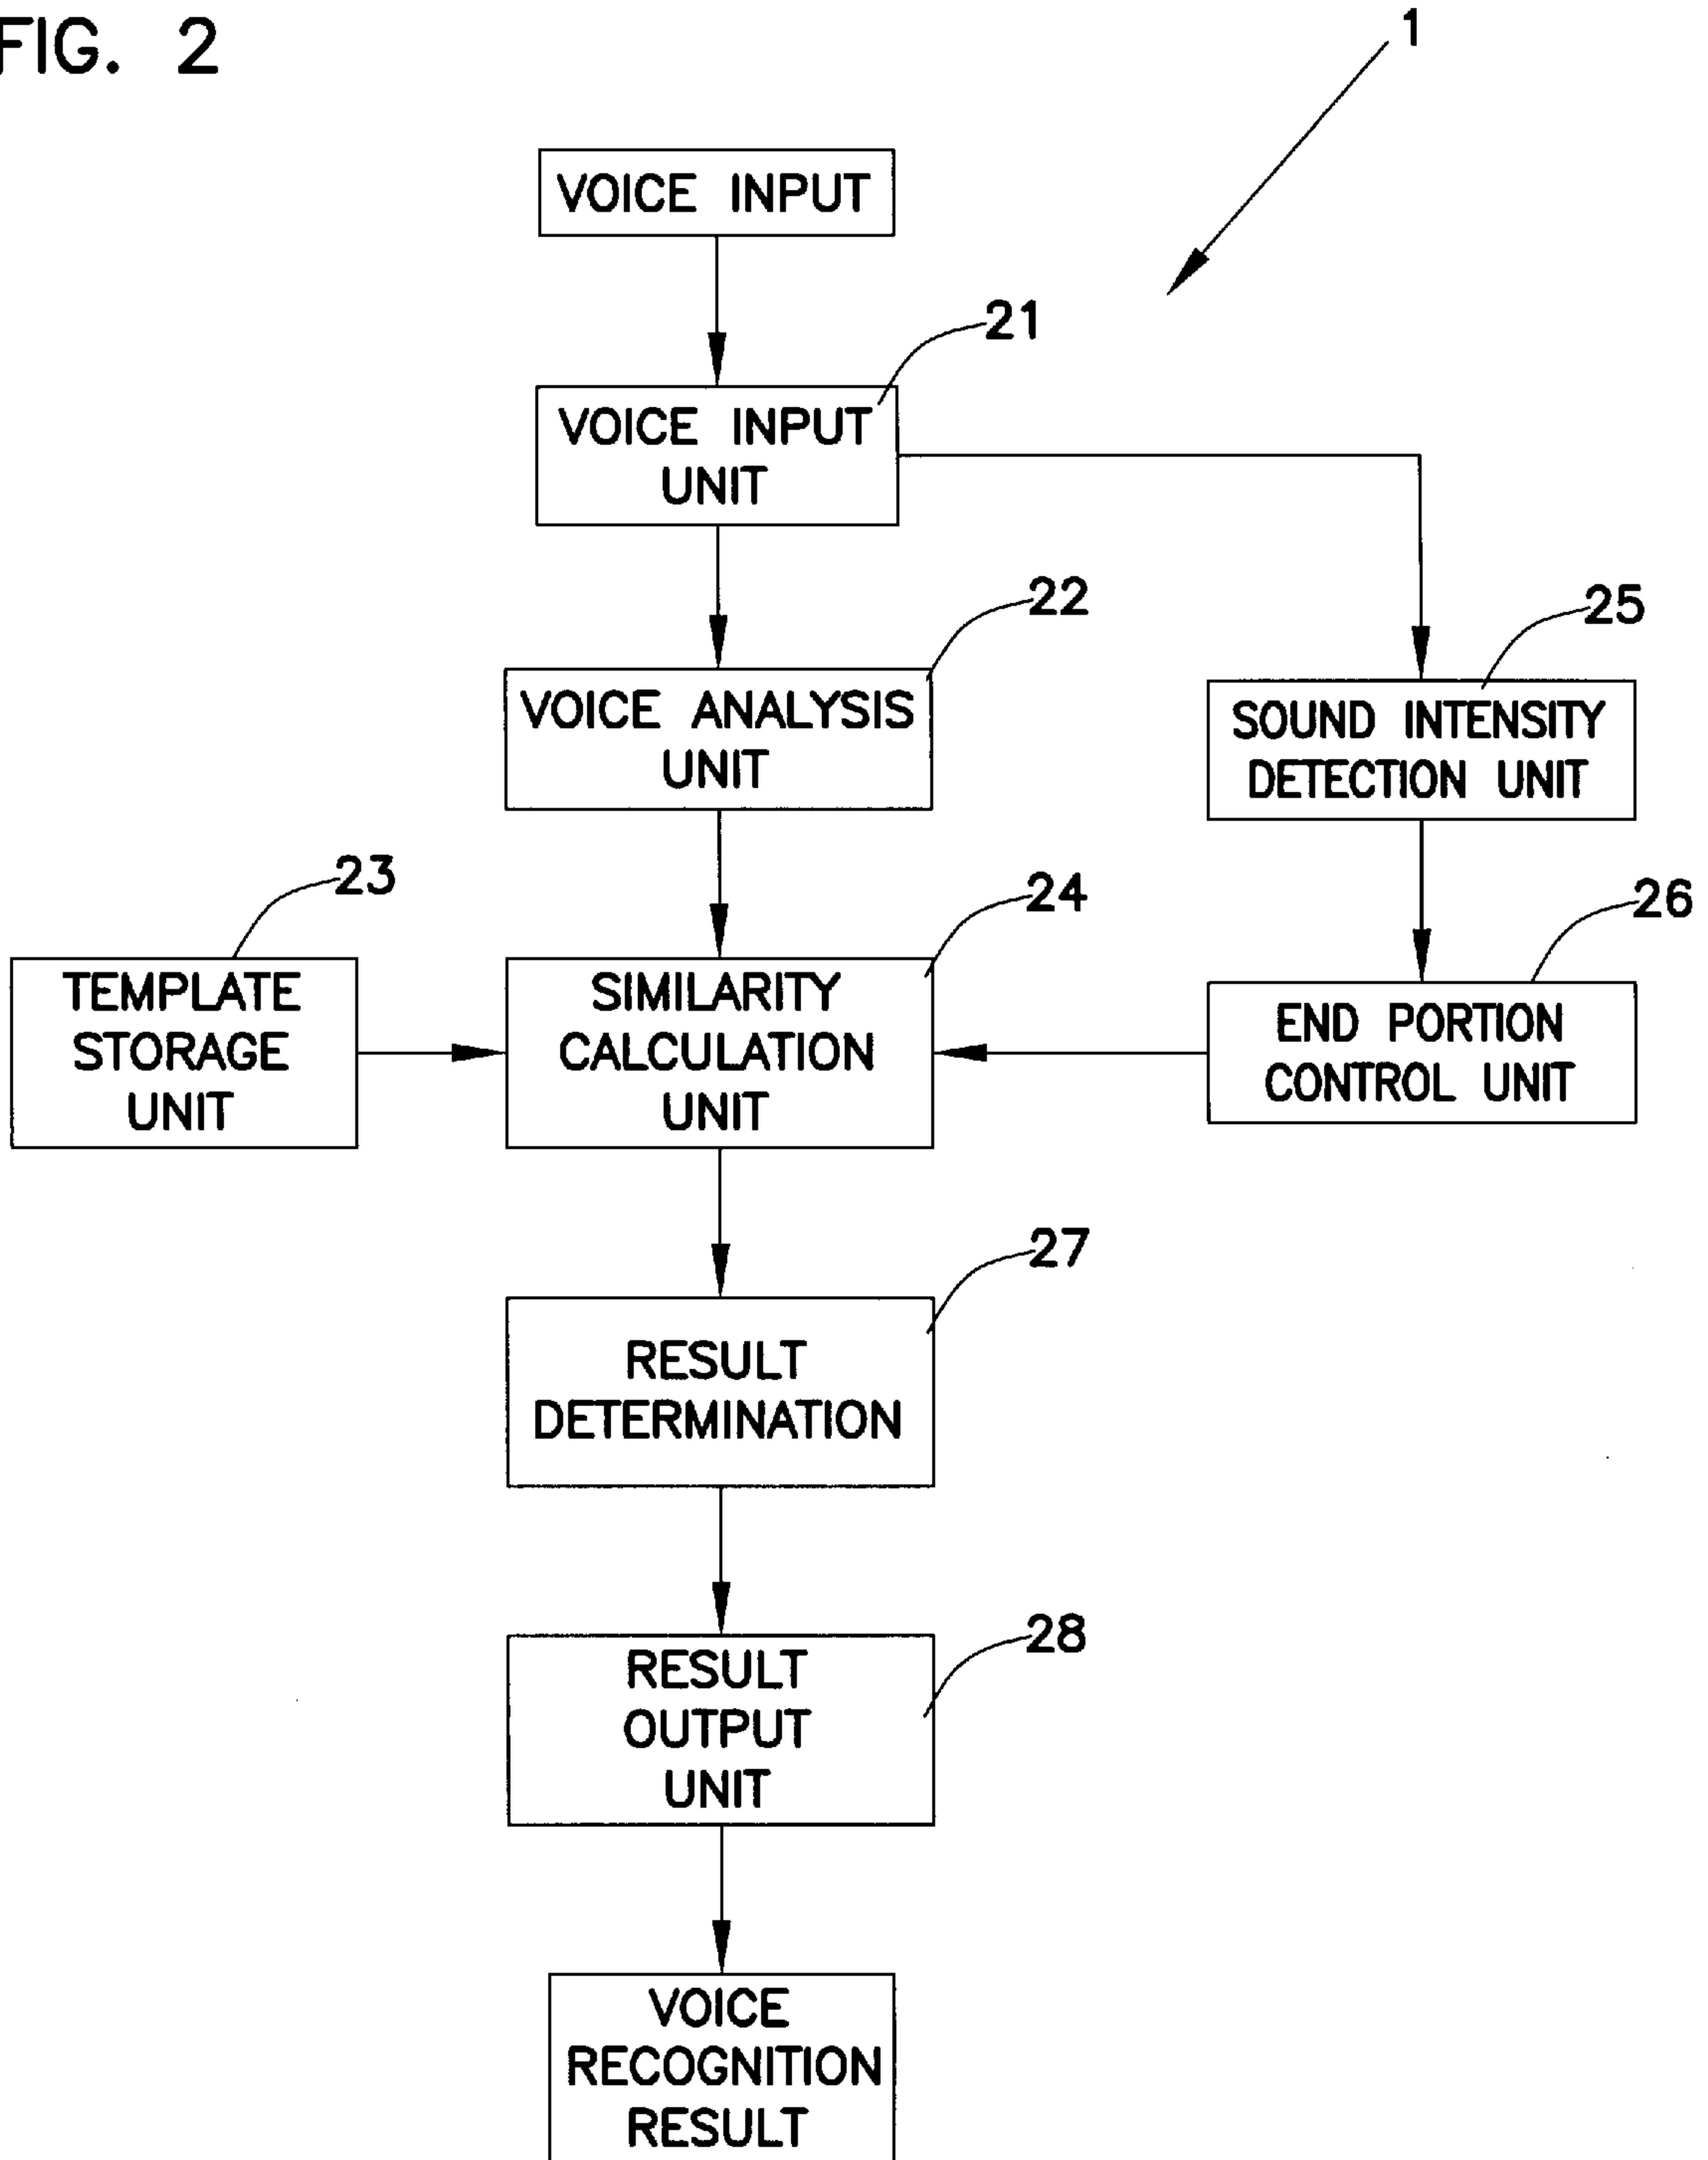 FIG. 2
1
VOICE INPUT
21
VOICE INPUT
UNIT
22
VOICE ANALYSIS
UNIT
25
SOUND INTENSITY
DETECTION UNIT
23
TEMPLATE
STORAGE
UNIT
24
SIMILARITY
CALCULATION
UNIT
26
END PORTION
CONTROL UNIT
27
RESULT
DETERMINATION
28
RESULT
OUTPUT
UNIT
VOICE
RECOGNITION
RESULT